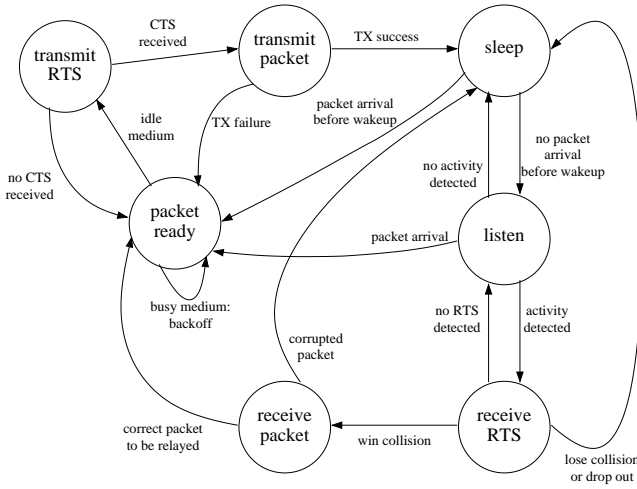 CTS
received
transmit
RTS
transmit
packet
TX success
sleep
idle
medium
TX failure
packet arrival
before wakeup
no packet
arrival
before wakeup
no CTS
received
no activity
detected
packet
ready
packet arrival
listen
busy medium:
backoff
no RTS
detected
activity
detected
corrupted
packet
correct packet
to be relayed
receive
packet
win collision
receive
RTS
lose collision
or drop out